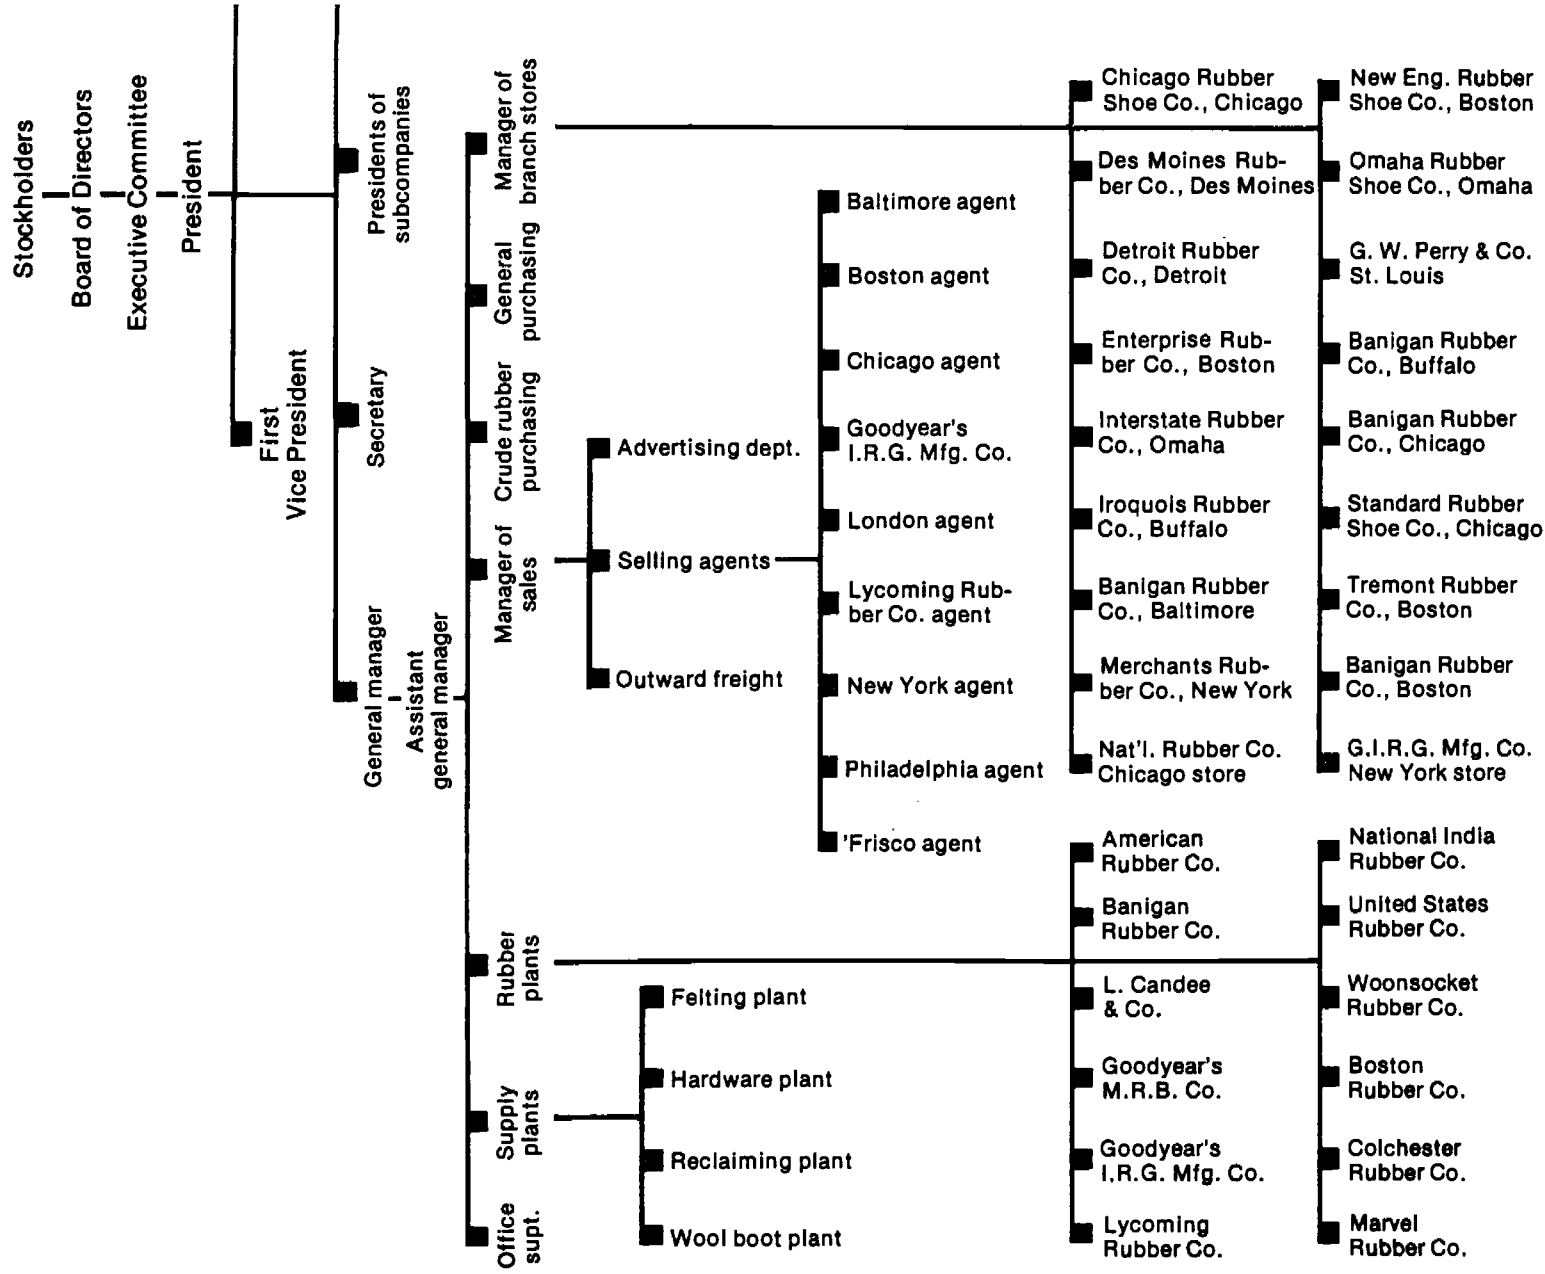 Stockholders
Board of Directors
Executive Committee
President
First
Vice President
Presidents of
subcompanies
Secretary
General manager
Assistant
general manager
Manager of
branch stores
General
purchasing
Crude rubber
purchasing
Manager of
sales
Rubber
plants
Supply
plants
Office
supt.
Advertising dept.
Selling agents
Outward freight
Felting plant
Hardware plant
Reclaiming plant
Wool boot plant
Baltimore agent
Boston agent
Chicago agent
Goodyear's
I.R.G. Mfg. Co.
London agent
Lycoming Rub-
ber Co. agent
New York agent
Philadelphia agent
'Frisco agent
Chicago Rubber
Shoe Co., Chicago
Des Moines Rub-
ber Co., Des Moines
Detroit Rubber
Co., Detroit
Enterprise Rub-
ber Co., Boston
Interstate Rubber
Co., Omaha
Iroquois Rubber
Co., Buffalo
Banigan Rubber
Co., Baltimore
Merchants Rub-
ber Co., New York
Nat'l. Rubber Co.
Chicago store
New Eng. Rubber
Shoe Co., Boston
Omaha Rubber
Shoe Co., Omaha
G. W. Perry & Co.
St. Louis
Banigan Rubber
Co., Buffalo
Banigan Rubber
Co., Chicago
Standard Rubber
Shoe Co., Chicago
Tremont Rubber
Co., Boston
Banigan Rubber
Co., Boston
G.I.R.G. Mfg. Co.
New York store
American
Rubber Co.
Banigan
Rubber Co.
L. Candee
& Co.
Goodyear's
M.R.B. Co.
Goodyear's
I.R.G. Mfg. Co.
Lycoming
Rubber Co.
National India
Rubber Co.
United States
Rubber Co.
Woonsocket
Rubber Co.
Boston
Rubber Co.
Colchester
Rubber Co.
Marvel
Rubber Co.